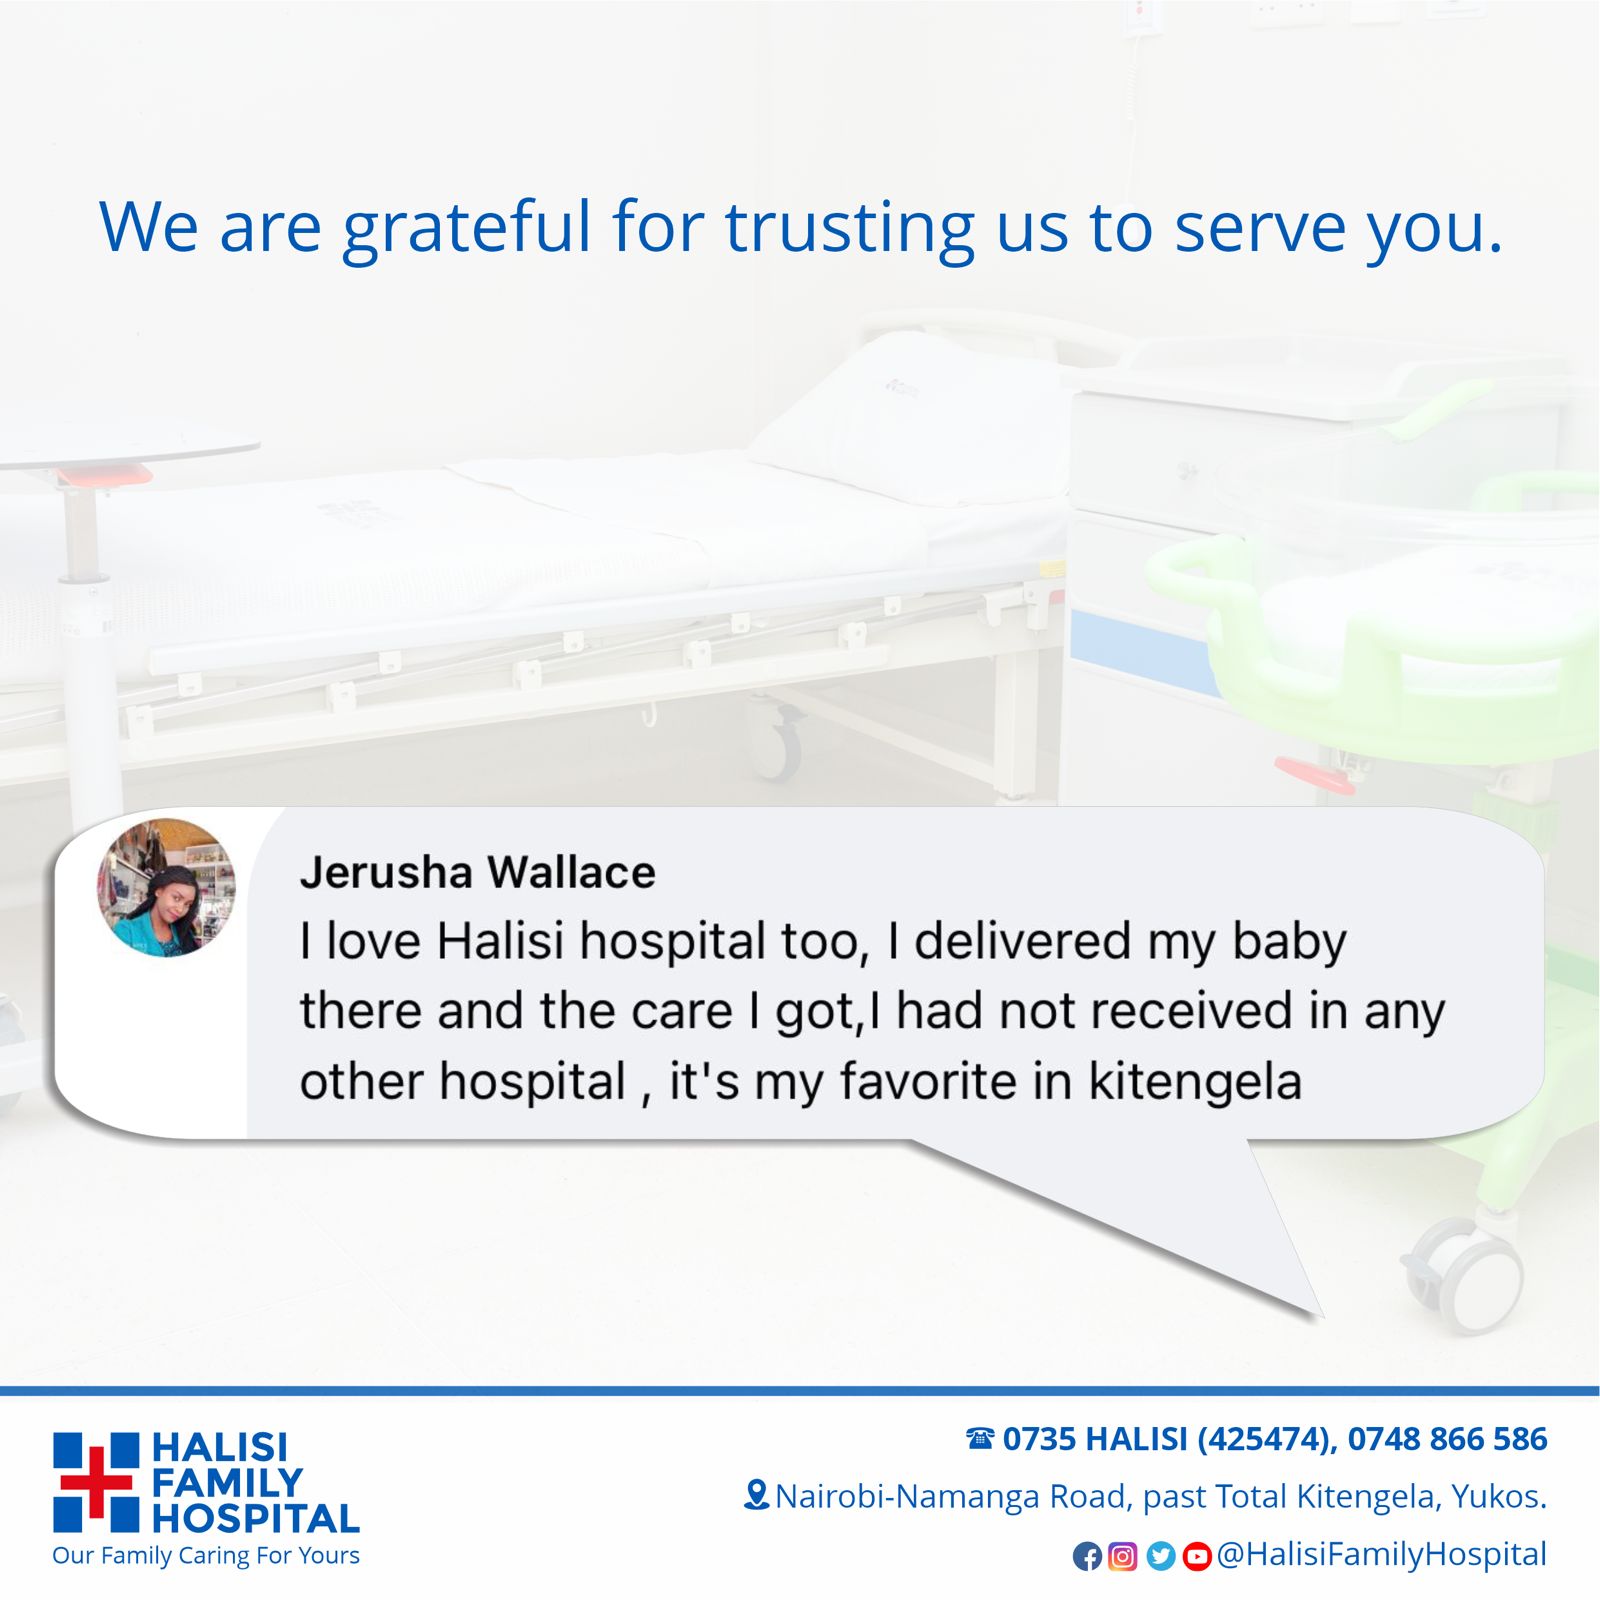 We are grateful for trusting us to serve you.
Jerusha Wallace
I love Halisi hospital too, I delivered my baby
there and the care I got,I had not received in any
other hospital , it's my favorite in kitengela
HALISI
FAMILY
HOSPITAL
Our Family Caring For Yours
0735 HALISI (425474), 0748 866 586
Nairobi-Namanga Road, past Total Kitengela, Yukos.
@HalisiFamilyHospital